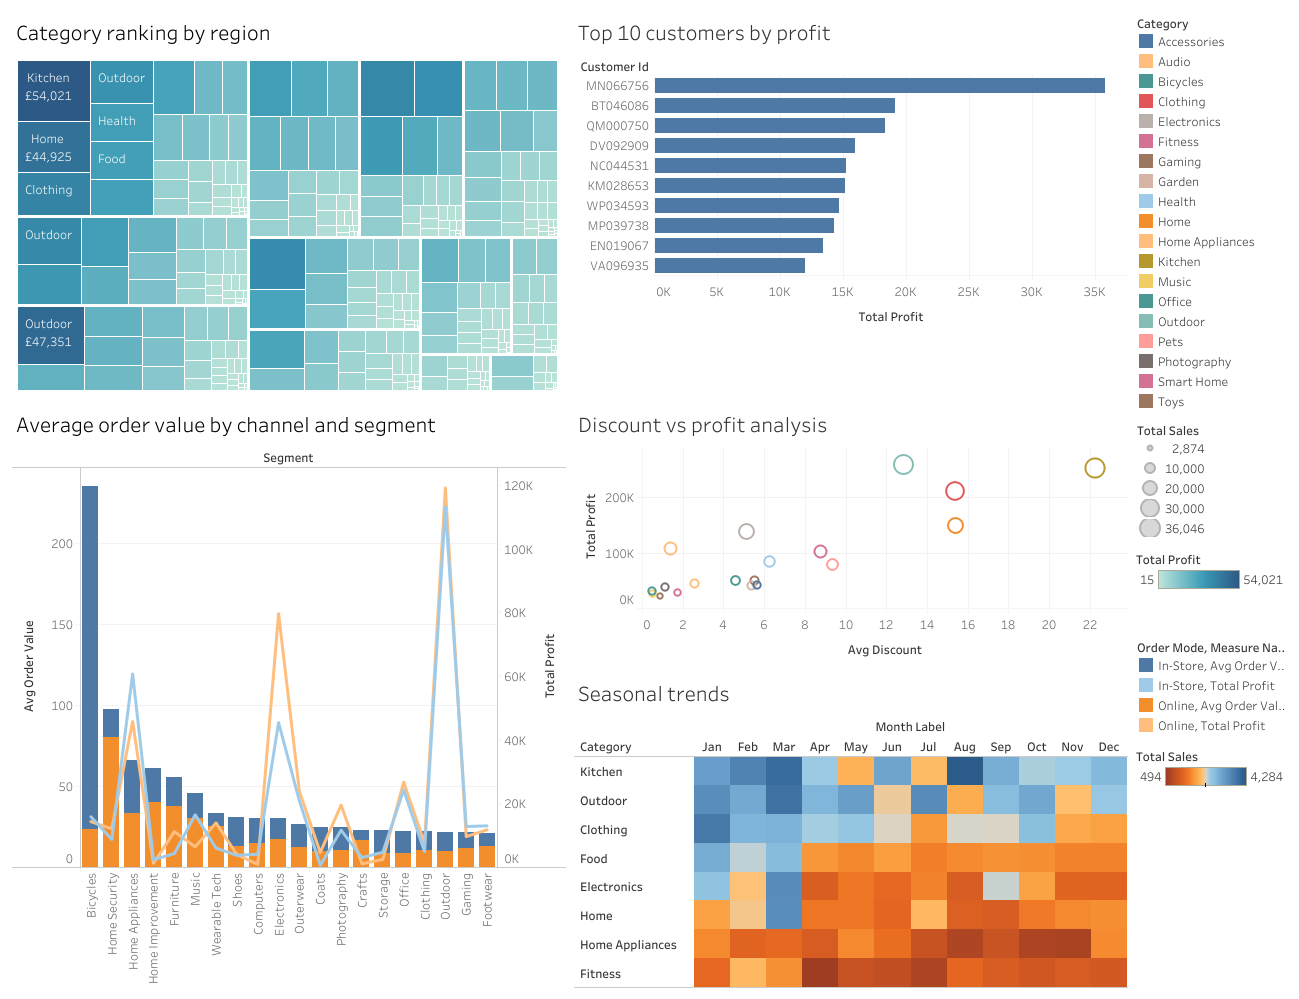 Category ranking by region
Kitchen
£54,021
Home
£44,925
Clothing
Outdoor
Health
Food
Outdoor
Outdoor
£47,351
Top 10 customers by profit
Customer Id
MN066756
BT046086
QM000750
DV092909
NC044531
KM028653
WP034593
MP039738
EN019067
VA096935
0K 5K 10K 15K 20K 25K 30K 35K
Total Profit
Category
Accessories
Audio
Bicycles
Clothing
Electronics
Fitness
Gaming
Garden
Health
Home
Home Appliances
Kitchen
Music
Office
Outdoor
Pets
Photography
Smart Home
Toys
Total Sales
2,874
10,000
20,000
30,000
36,046
Total Profit
15 54,021
Order Mode, Measure Na..
In-Store, Avg Order V..
In-Store, Total Profit
Online, Avg Order Val..
Online, Total Profit
Total Sales
494 4,284
Average order value by channel and segment
Segment
Avg Order Value
200
150
100
50
0
120K
100K
80K
60K
40K
20K
0K
Total Profit
Bicycles
Home Security
Home Appliances
Home Improvement
Furniture
Music
Wearable Tech
Shoes
Computers
Electronics
Outerwear
Coats
Photography
Crafts
Storage
Office
Clothing
Outdoor
Gaming
Footwear
Discount vs profit analysis
Total Profit
200K
100K
0K
0 2 4 6 8 10 12 14 16 18 20 22
Avg Discount
Seasonal trends
Month Label
Category Jan Feb Mar Apr May Jun Jul Aug Sep Oct Nov Dec
Kitchen
Outdoor
Clothing
Food
Electronics
Home
Home Appliances
Fitness